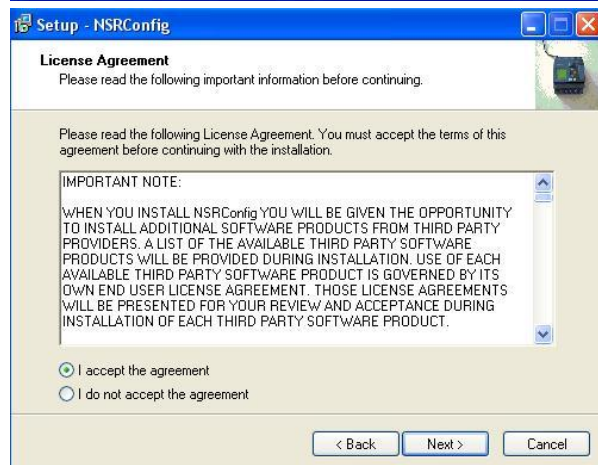 Setup - NSRConfig
License Agreement
Please read the following important information before continuing.
Please read the following License Agreement. You must accept the terms of this
agreement before continuing with the installation.
IMPORTANT NOTE:
WHEN YOU INSTALL NSRConfig YOU WILL BE GIVEN THE OPPORTUNITY
TO INSTALL ADDITIONAL SOFTWARE PRODUCTS FROM THIRD PARTY
PROVIDERS. A LIST OF THE AVAILABLE THIRD PARTY SOFTWARE
PRODUCTS WILL BE PROVIDED DURING INSTALLATION. USE OF EACH
AVAILABLE THIRD PARTY SOFTWARE PRODUCT IS GOVERNED BY ITS
OWN END USER LICENSE AGREEMENT. THOSE LICENSE AGREEMENTS
WILL BE PRESENTED FOR YOUR REVIEW AND ACCEPTANCE DURING
INSTALLATION OF EACH THIRD PARTY SOFTWARE PRODUCT.
I accept the agreement
I do not accept the agreement
< Back Next > Cancel